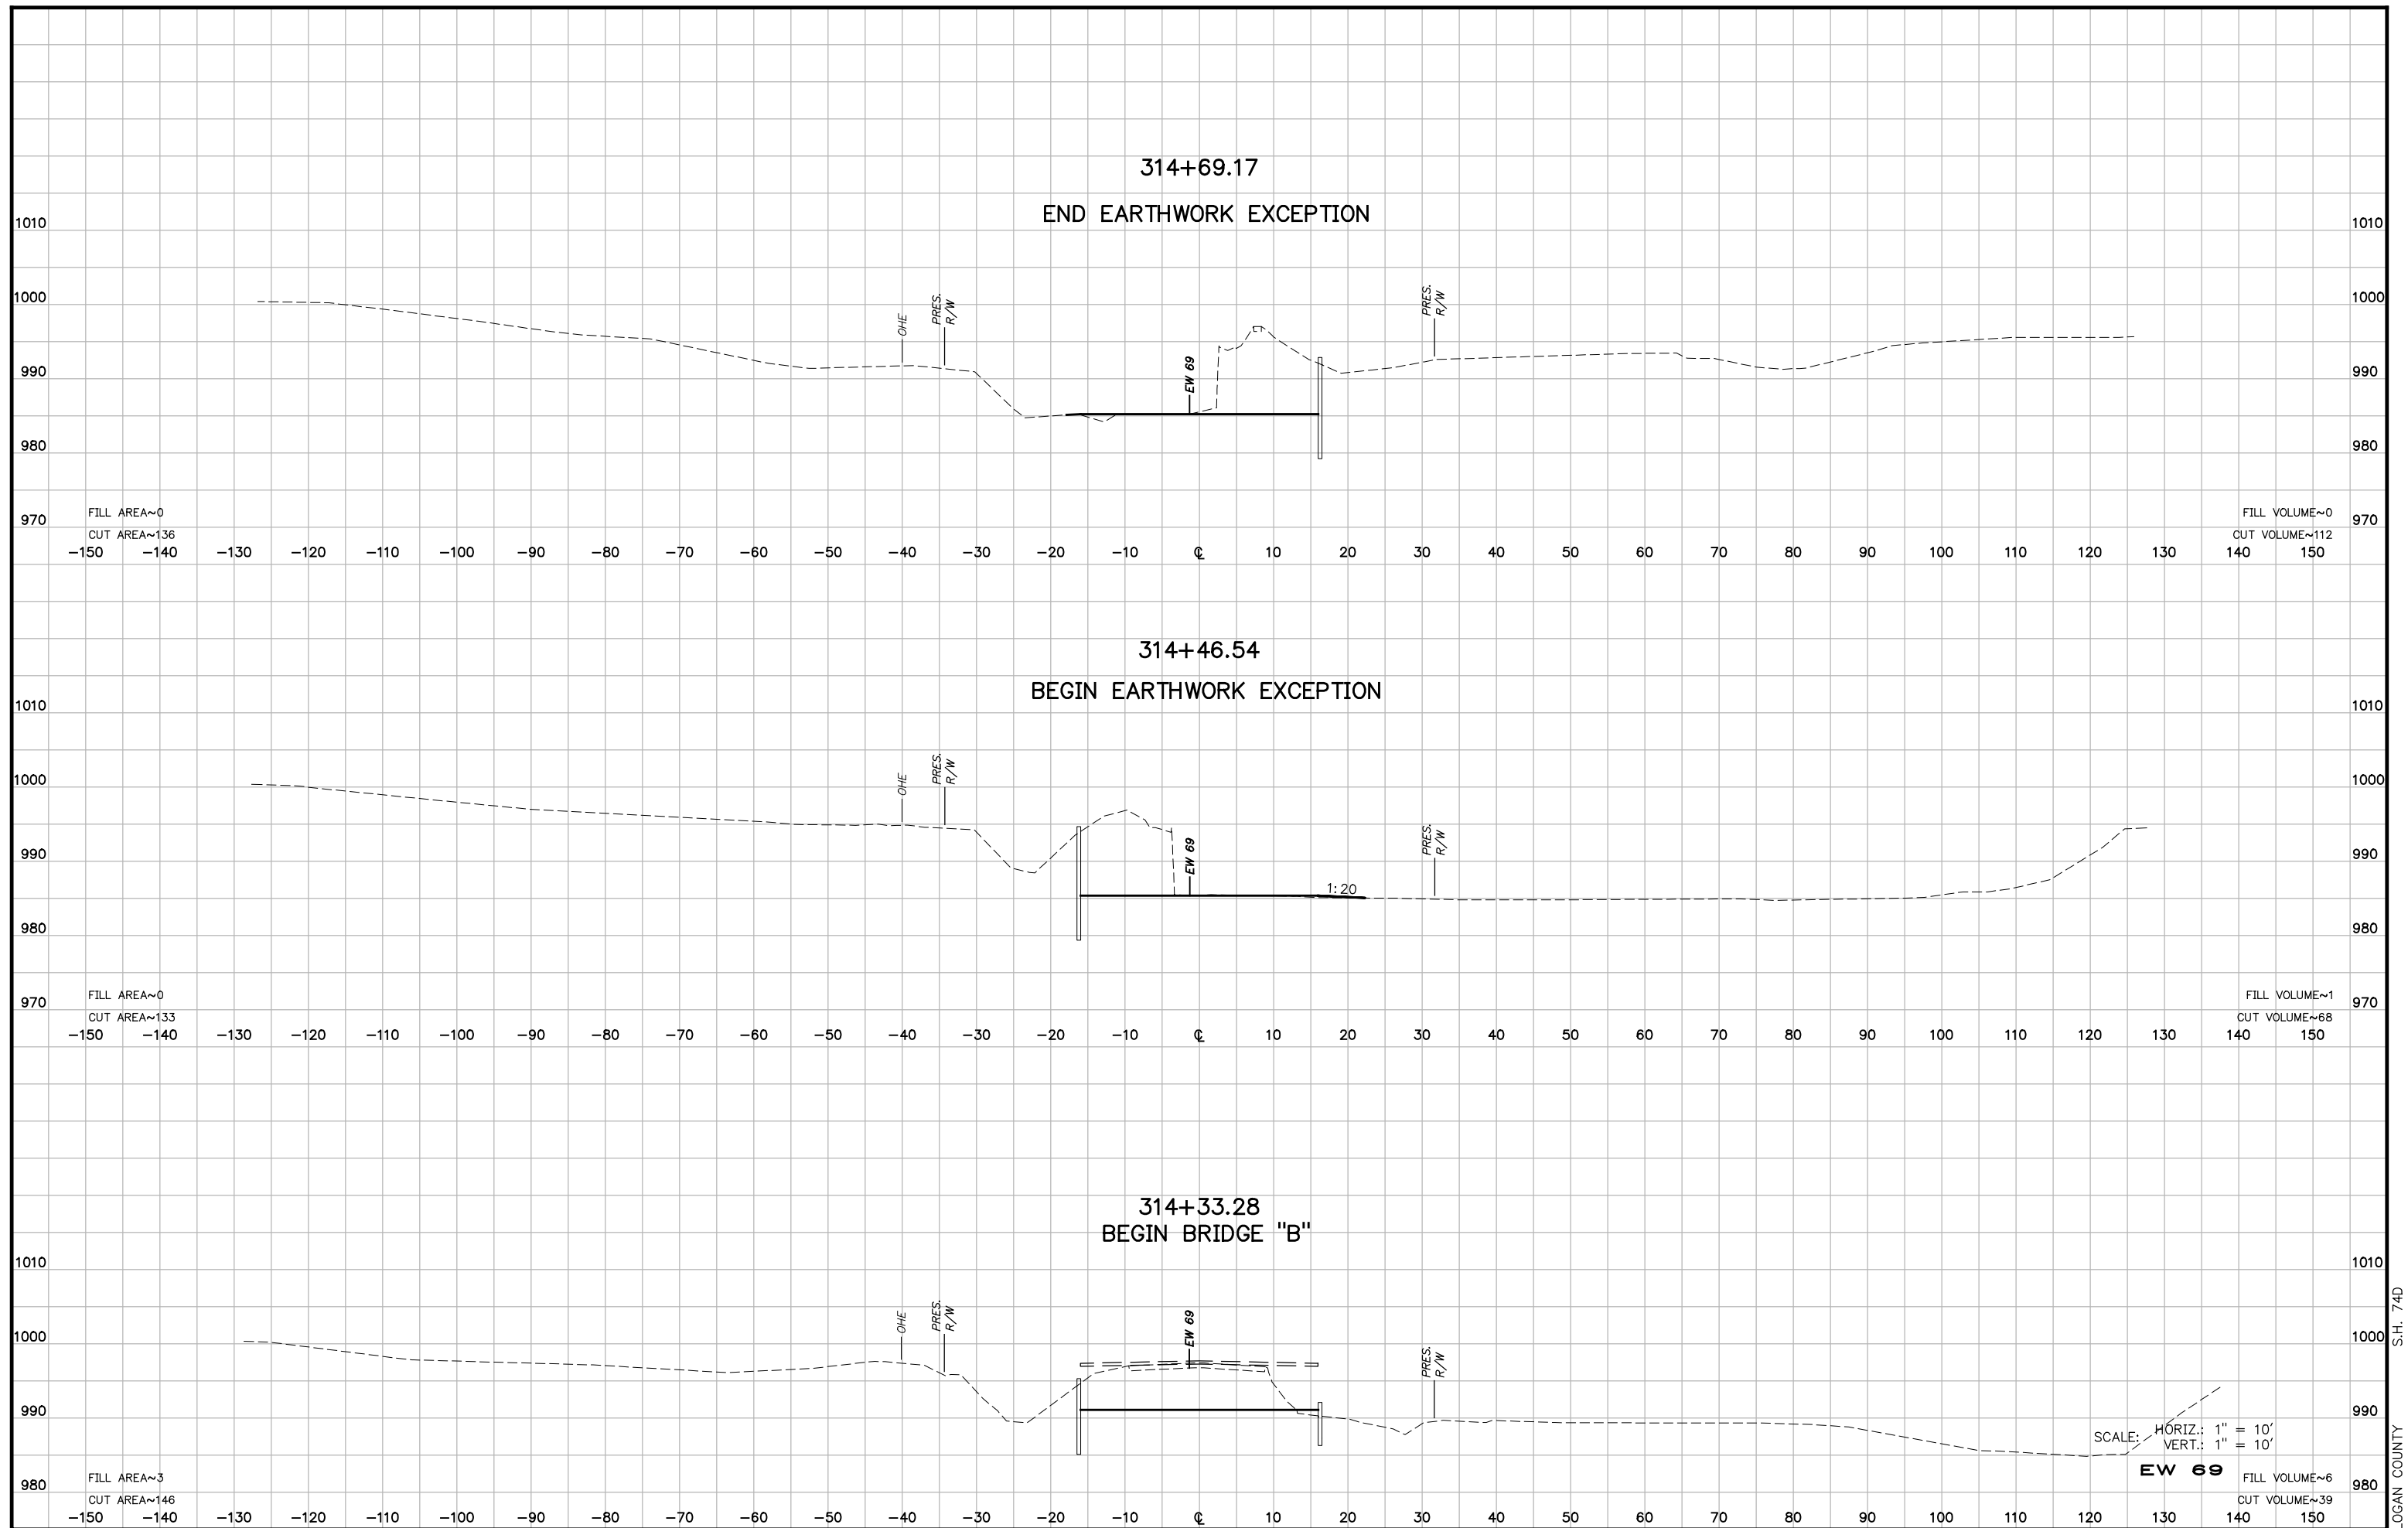 314+69.17
END EARTHWORK EXCEPTION
1010 1010
1000 1000
990 990
980 980
970 970
OHE
PRES.
R/W
EW 69
PRES.
R/W
FILL AREA~0
CUT AREA~136
FILL VOLUME~0
CUT VOLUME~112
-150 -140 -130 -120 -110 -100 -90 -80 -70 -60 -50 -40 -30 -20 -10 ℄ 10 20 30 40 50 60 70 80 90 100 110 120 130 140 150
314+46.54
BEGIN EARTHWORK EXCEPTION
1010 1010
1000 1000
990 990
980 980
970 970
OHE
PRES.
R/W
EW 69
1:20
PRES.
R/W
FILL AREA~0
CUT AREA~133
FILL VOLUME~1
CUT VOLUME~68
-150 -140 -130 -120 -110 -100 -90 -80 -70 -60 -50 -40 -30 -20 -10 ℄ 10 20 30 40 50 60 70 80 90 100 110 120 130 140 150
314+33.28
BEGIN BRIDGE "B"
1010 1010
1000 1000
990 990
980 980
OHE
PRES.
R/W
EW 69
PRES.
R/W
SCALE: HORIZ.: 1" = 10'
VERT.: 1" = 10'
EW 69
FILL AREA~3
CUT AREA~146
FILL VOLUME~6
CUT VOLUME~39
-150 -140 -130 -120 -110 -100 -90 -80 -70 -60 -50 -40 -30 -20 -10 ℄ 10 20 30 40 50 60 70 80 90 100 110 120 130 140 150
COUNTY S.H. 74D